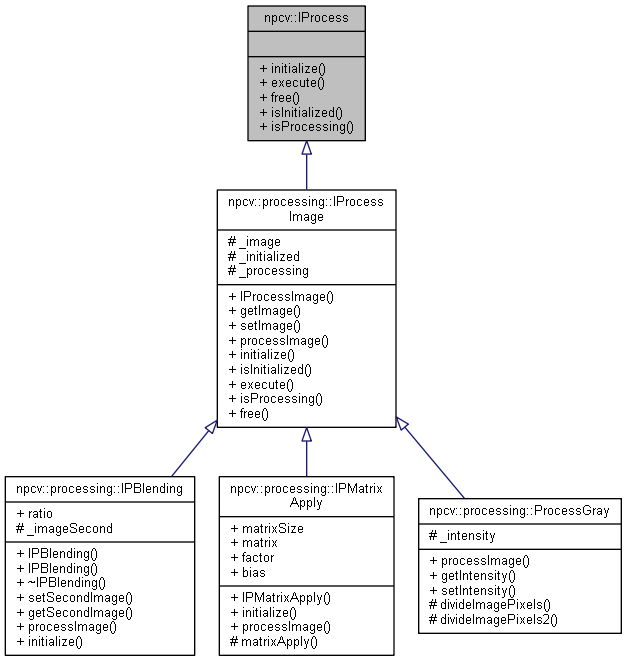 npcv::IProcess
+ initialize()
+ execute()
+ free()
+ isInitialized()
+ isProcessing()
npcv::processing::IProcess
Image
# _image
# _initialized
# _processing
+ IProcessImage()
+ getImage()
+ setImage()
+ processImage()
+ initialize()
+ isInitialized()
+ execute()
+ isProcessing()
+ free()
npcv::processing::IPBlending
+ ratio
# _imageSecond
+ IPBlending()
+ IPBlending()
+ ~IPBlending()
+ setSecondImage()
+ getSecondImage()
+ processImage()
+ initialize()
npcv::processing::IPMatrix
Apply
+ matrixSize
+ matrix
+ factor
+ bias
+ IPMatrixApply()
+ initialize()
+ processImage()
# matrixApply()
npcv::processing::ProcessGray
# _intensity
+ processImage()
+ getIntensity()
+ setIntensity()
# divideImagePixels()
# divideImagePixels2()